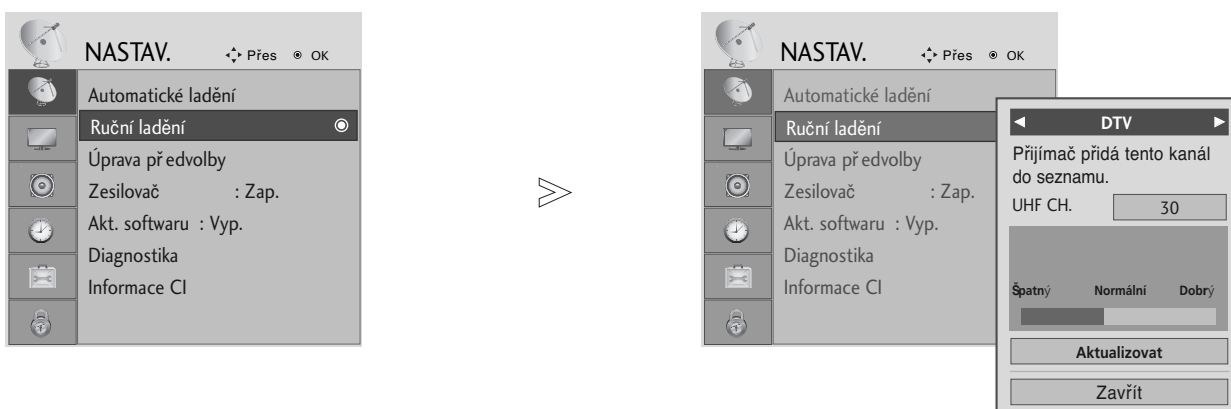 NASTAV. Přes OK
Automatické ladění
Ruční ladění
Úprava předvolby
Zesilovač : Zap.
Akt. softwaru : Vyp.
Diagnostika
Informace CI
NASTAV. Přes OK
Automatické ladění
Ruční ladění
Úprava předvolby
Zesilovač : Zap.
Akt. softwaru : Vyp.
Diagnostika
Informace CI
DTV
Přijímač přidá tento kanál
do seznamu.
UHF CH. 30
Špatný Normální Dobrý
Aktualizovat
Zavřít